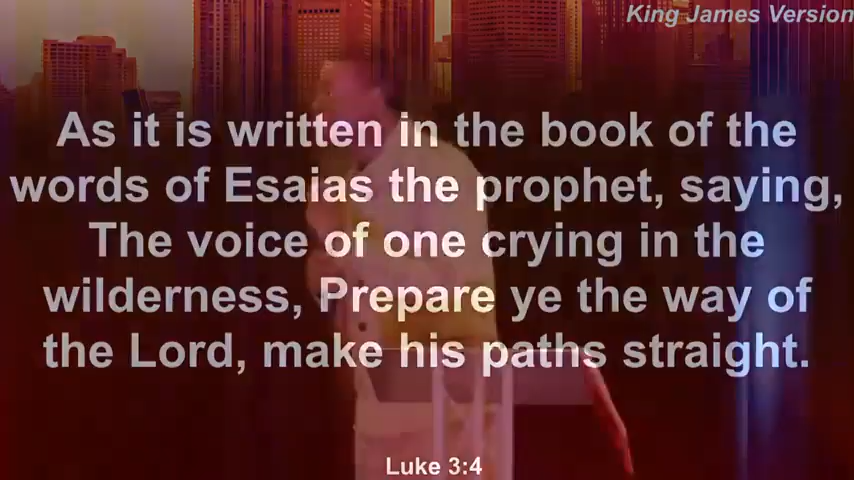 King James Version
As it is written in the book of the
words of Esaias the prophet, saying,
The voice of one crying in the
wilderness, Prepare ye the way of
the Lord, make his paths straight.
Luke 3:4